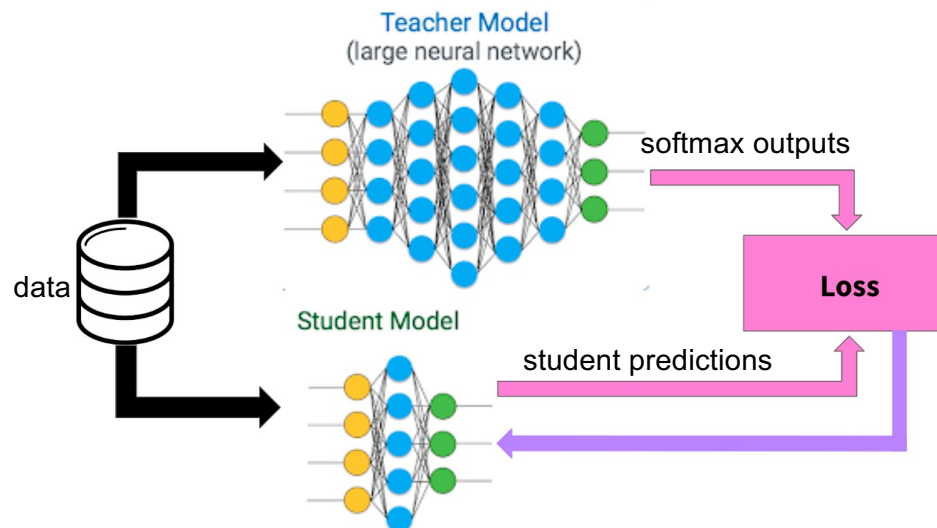 Teacher Model
(large neural network)
softmax outputs
data
Loss
Student Model
student predictions